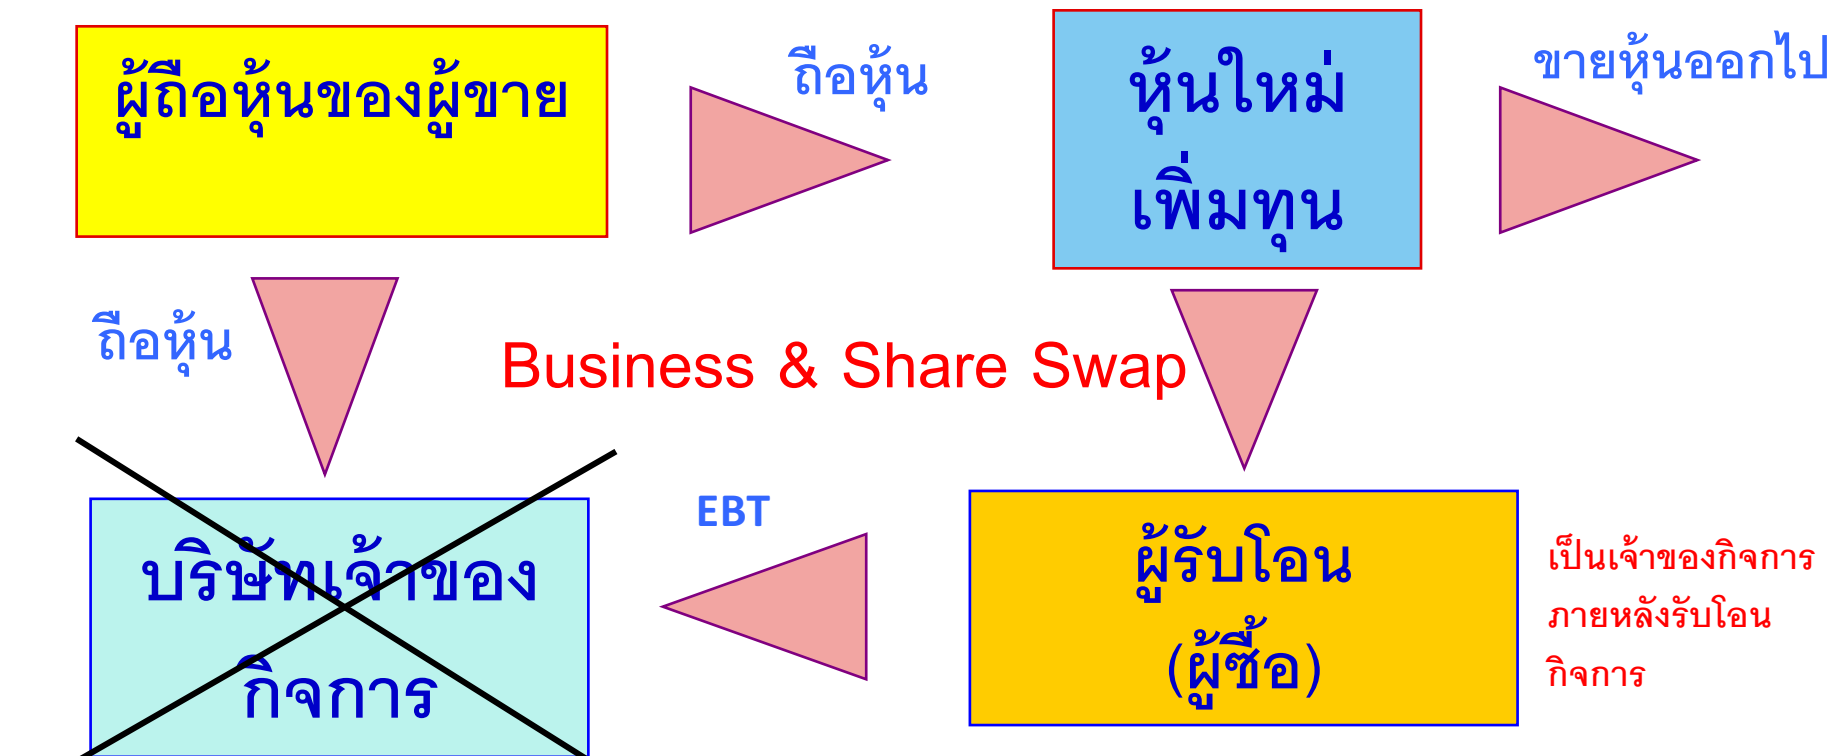 ผู้ถือหุ้นของผู้ขาย
ถือหุ้น
หุ้นใหม่
เพิ่มทุน
ขายหุ้นออกไป
ถือหุ้น
Business & Share Swap
บริษัทเจ้าของ
กิจการ
EBT
ผู้รับโอน
(ผู้ซื้อ)
เป็นเจ้าของกิจการ
ภายหลังรับโอน
กิจการ